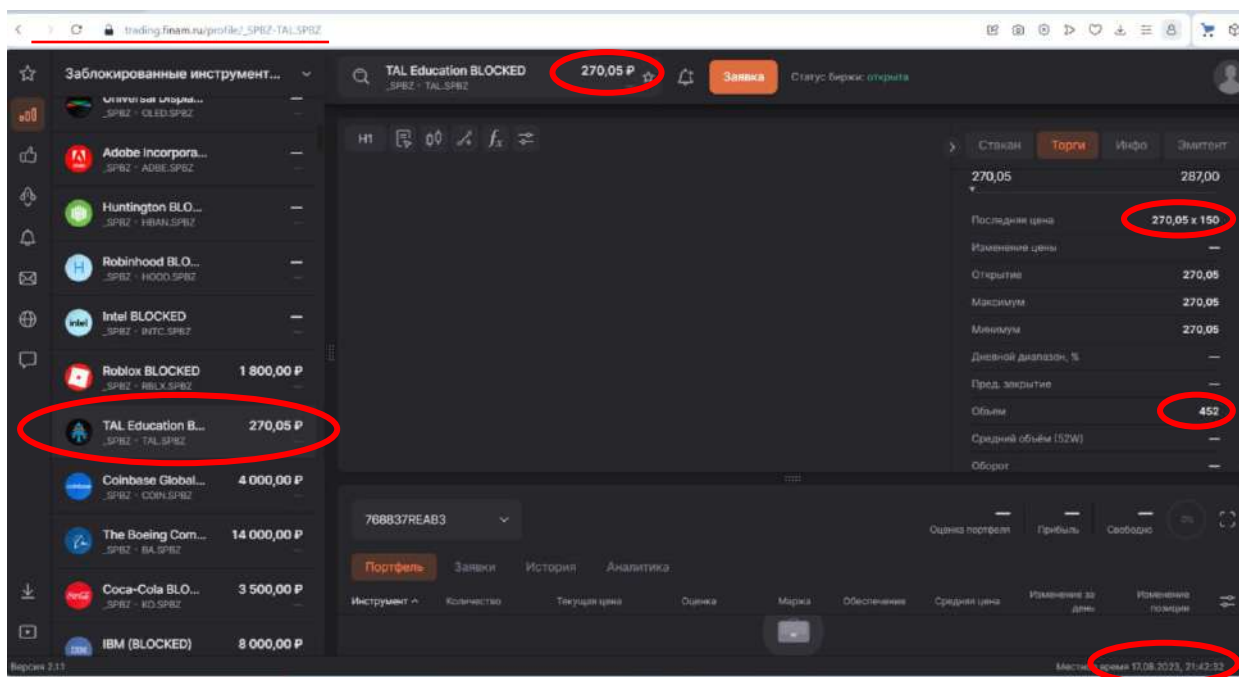 trading.finam.ru/profile/_SPBZ-TAL.SPBZ
Заблокированные инструмент...
TAL Education BLOCKED
270,05 ₽
_SPBZ · TAL.SPBZ
Заявка
Статус биржи: открыта
Universal Displa...
—
_SPBZ · OLED.SPBZ
Adobe Incorpora...
—
_SPBZ · ADBE.SPBZ
Huntington BLO...
—
_SPBZ · HBAN.SPBZ
Robinhood BLO...
—
_SPBZ · HOOD.SPBZ
Intel BLOCKED
—
_SPBZ · INTC.SPBZ
Roblox BLOCKED
1 800,00 ₽
_SPBZ · RBLX.SPBZ
TAL Education B...
270,05 ₽
_SPBZ · TAL.SPBZ
Coinbase Global...
4 000,00 ₽
_SPBZ · COIN.SPBZ
The Boeing Com...
14 000,00 ₽
_SPBZ · BA.SPBZ
Coca-Cola BLO...
3 500,00 ₽
_SPBZ · KO.SPBZ
IBM (BLOCKED)
8 000,00 ₽
Версия 2.11
H1
Стакан Торги Инфо Эмитент
270,05 287,00
Последняя цена 270,05 x 150
Изменение цены —
Открытие 270,05
Максимум 270,05
Минимум 270,05
Дневной диапазон, % —
Пред. закрытие —
Объём 452
Средний объём (52W) —
Оборот —
768837REAB3
Оценка портфеля —
Прибыль —
Свободно —
0%
Портфель Заявки История Аналитика
Инструмент Количество Текущая цена Оценка Маржа Обеспечение Средняя цена Изменение за день Изменение позиции
Местное время 17.08.2023, 21:42:32